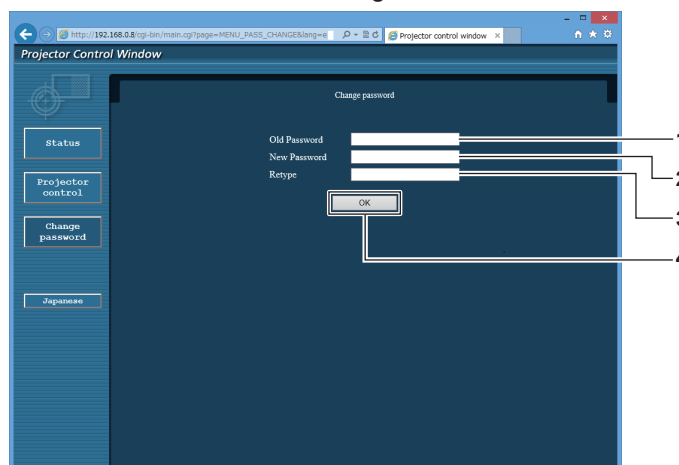 http://192.168.0.8/cgi-bin/main.cgi?page=MENU_PASS_CHANGE&lang=e
Projector control window
Projector Control Window
Change password
Status
Old Password
New Password
Retype
Projector
control
OK
Change
password
Japanese